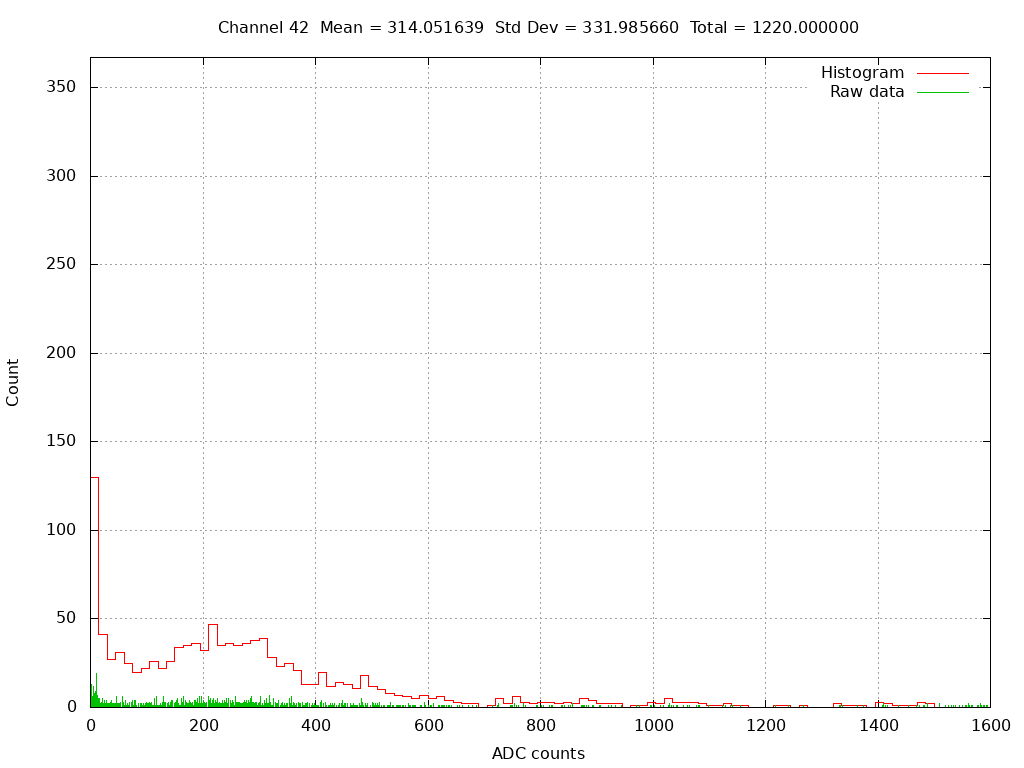 Channel 42  Mean = 314.051639  Std Dev = 331.985660  Total = 1220.000000
Histogram
Raw data
350
300
250
200
150
100
50
0
Count
0 200 400 600 800 1000 1200 1400 1600
ADC counts